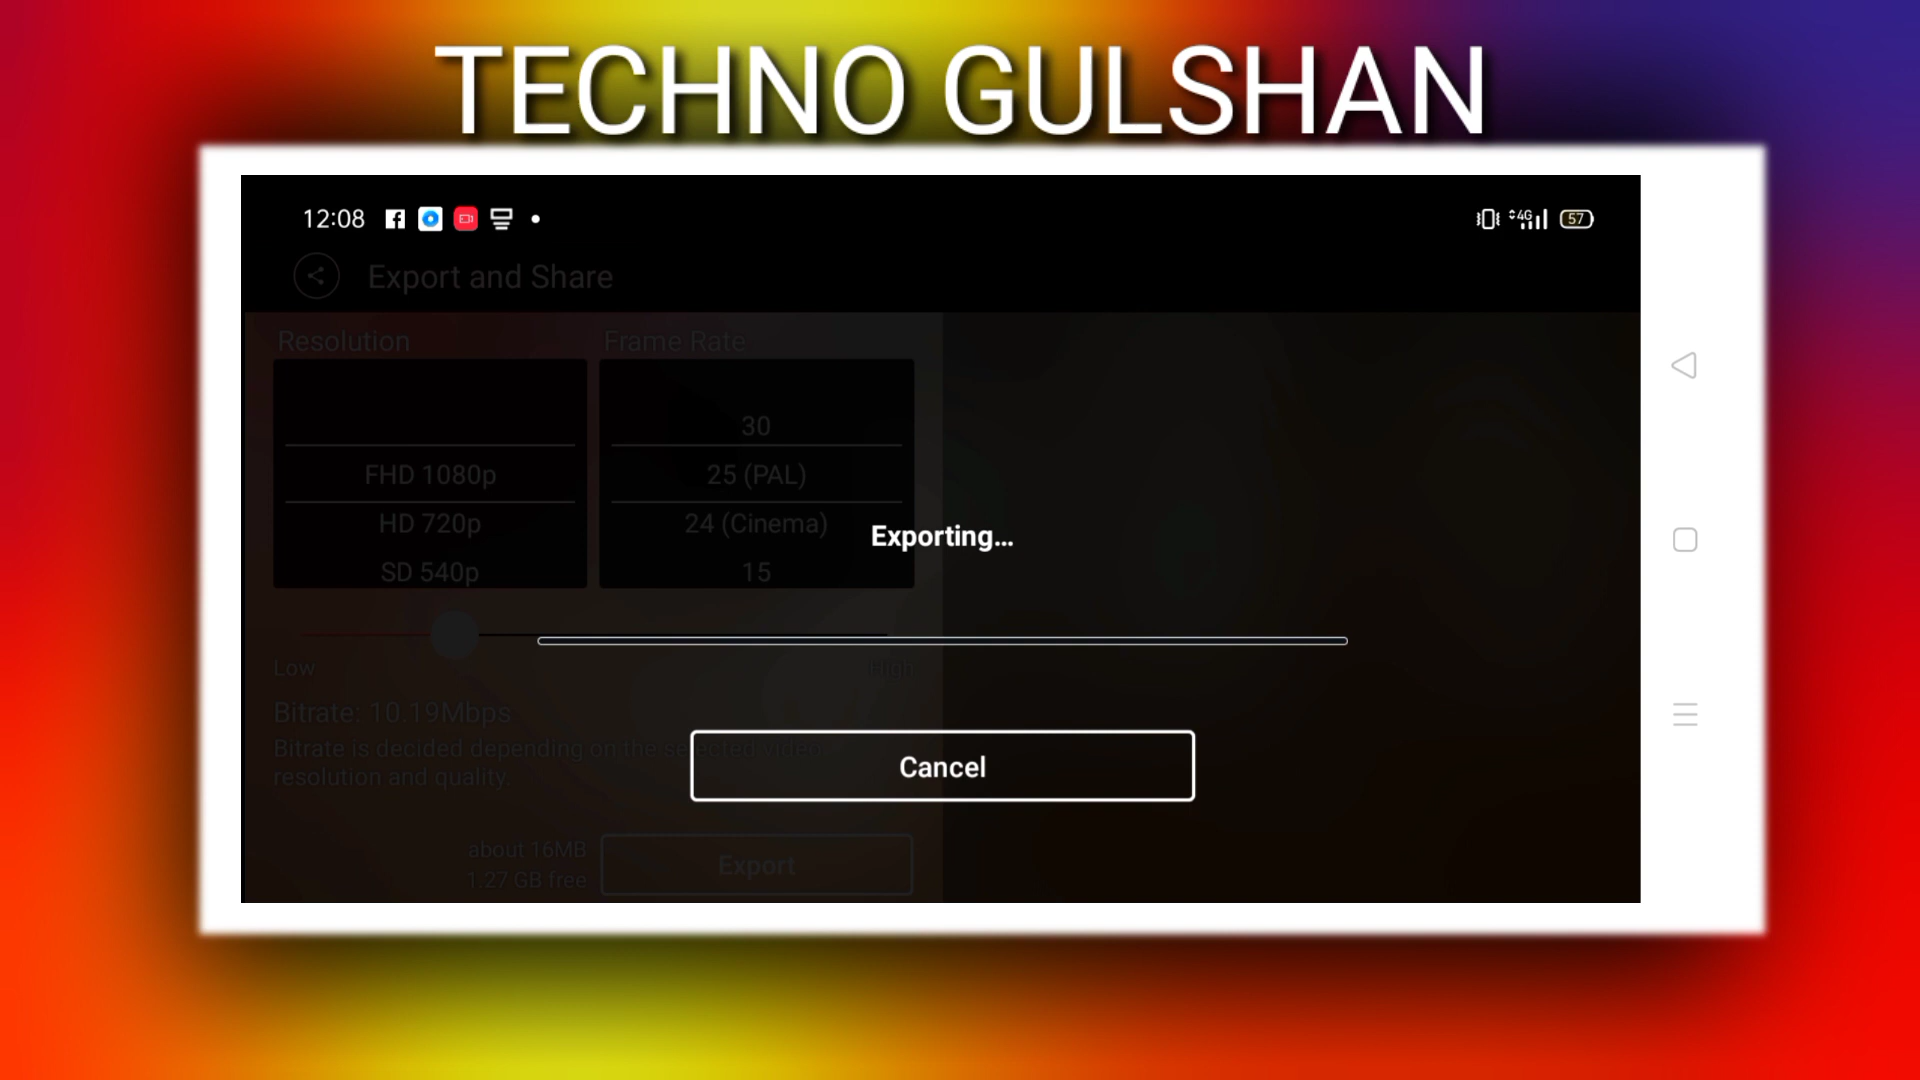 TECHNO GULSHAN
12:08
4G
57
Export and Share
Resolution
Frame Rate
30
FHD 1080p
25 (PAL)
HD 720p
24 (Cinema)
Exporting...
SD 540p
15
Low
High
Bitrate: 10.19Mbps
Bitrate is decided depending on the selected video
resolution and quality.
Cancel
about 16MB
Export
1.27 GB free